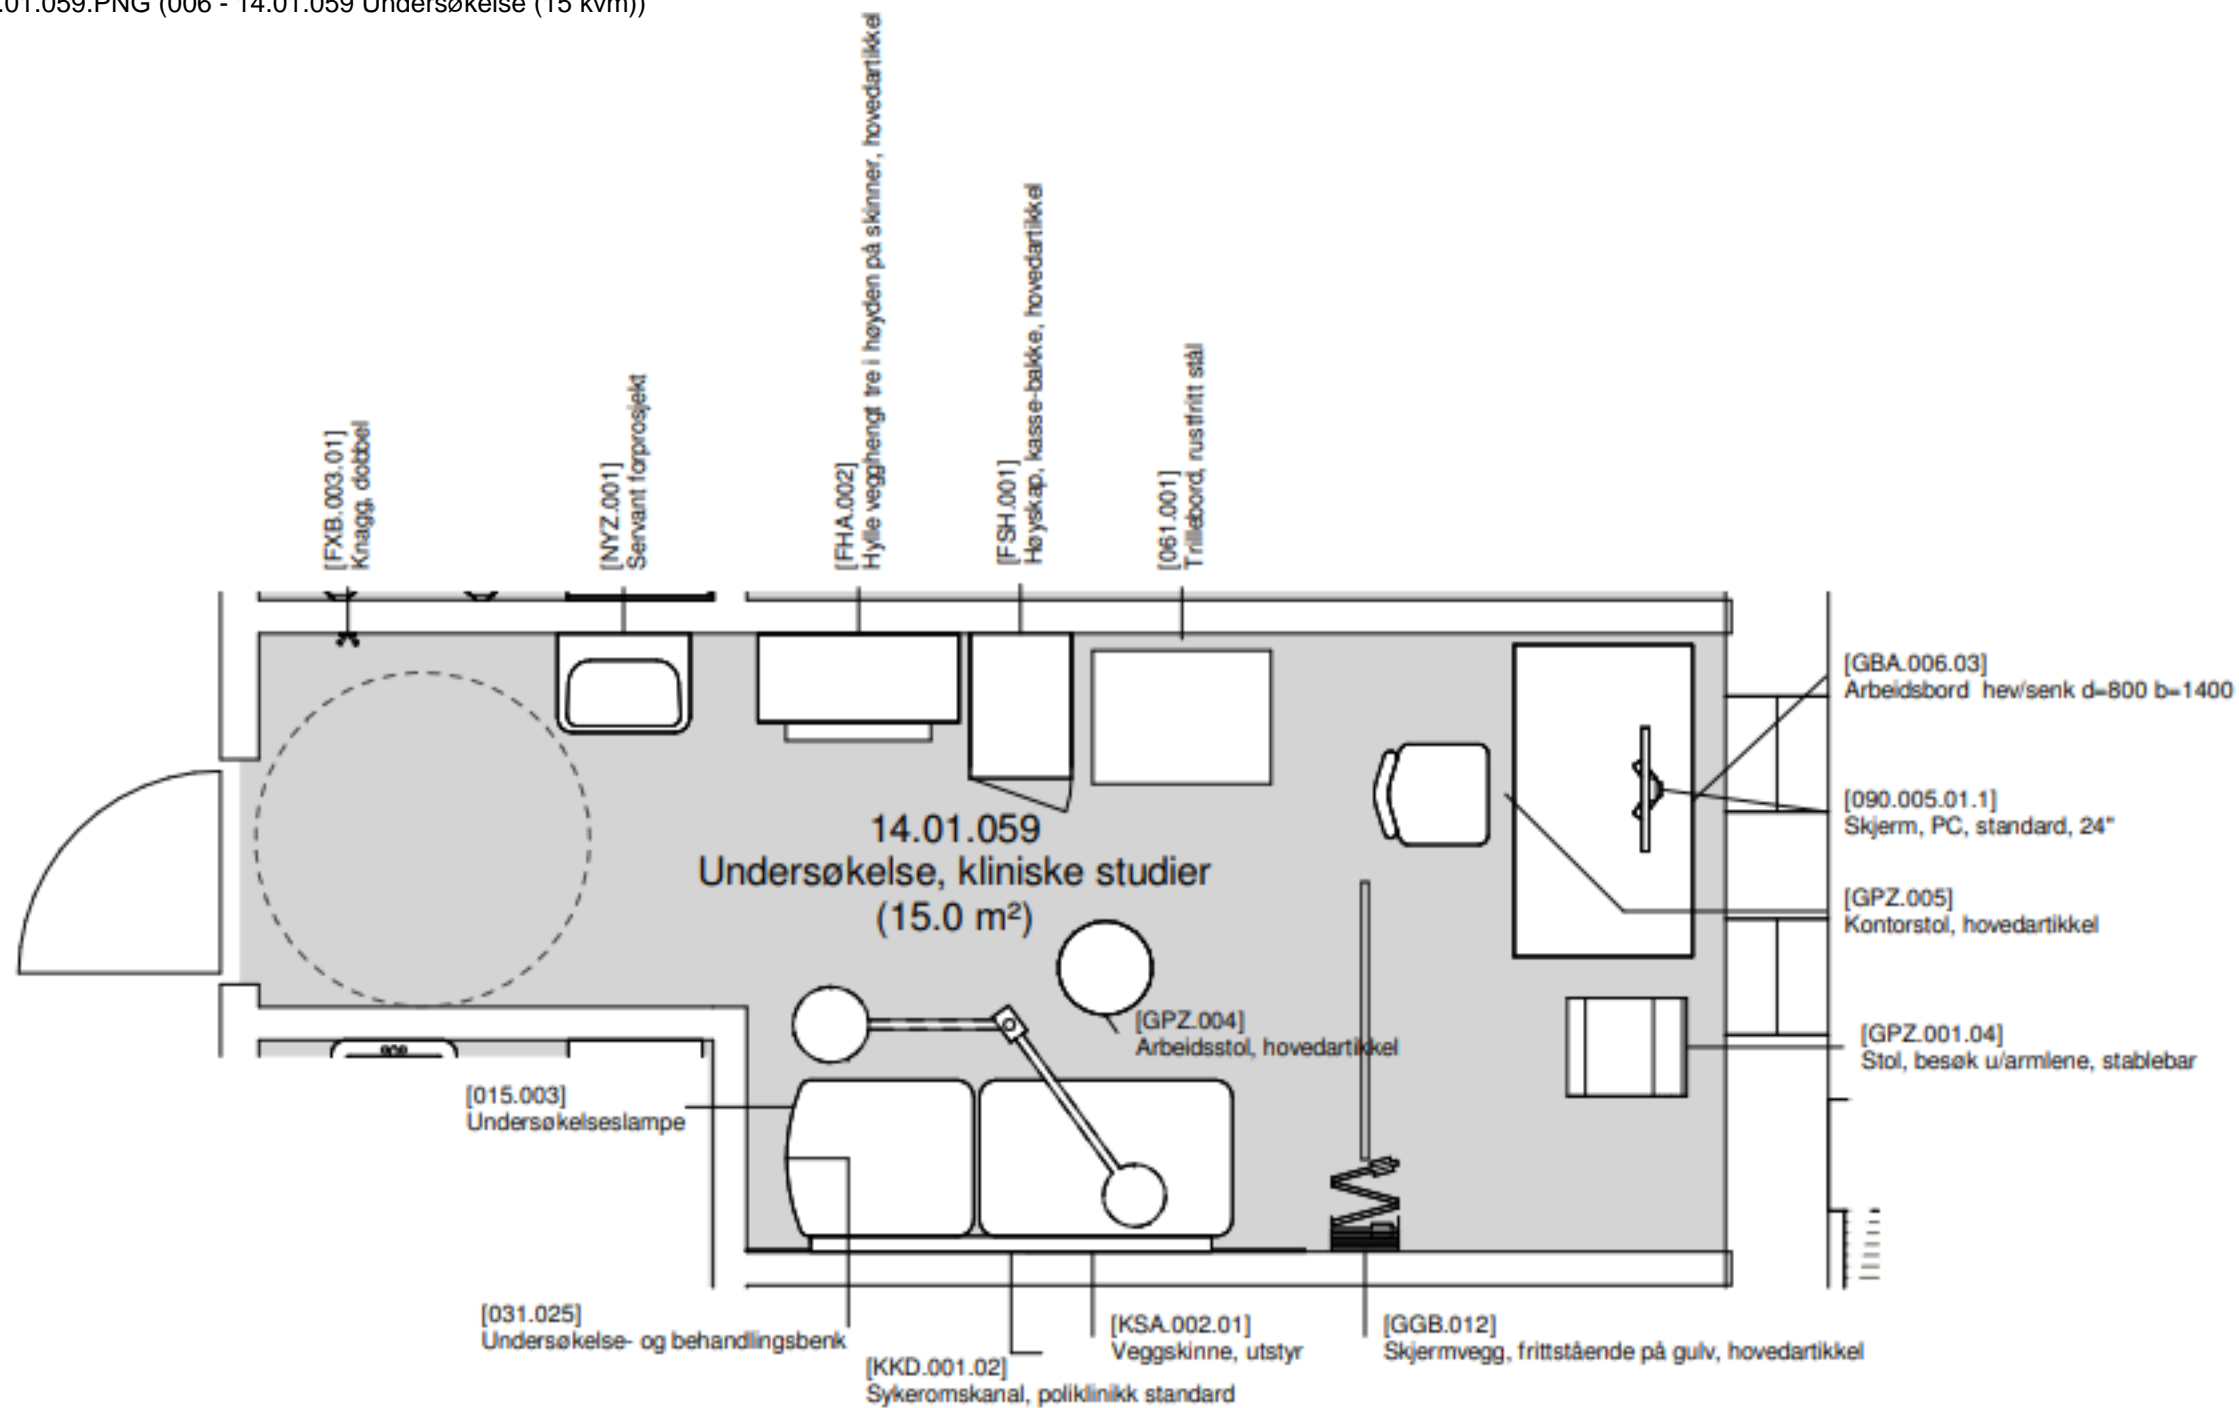 .01.059.PNG (006 - 14.01.059 Undersøkelse (15 kvm))
[FXB.003.01]
Knagg, dobbel
[NYZ.001]
Servant forprosjekt
[FHA.002]
Hylle vegghengt tre i høyden på skinner, hovedartikkel
[FSH.001]
Høyskap, kasse-bakke, hovedartikkel
[061.001]
Trillebord, rustfritt stål
[GBA.006.03]
Arbeidsbord hev/senk d=800 b=1400
[090.005.01.1]
Skjerm, PC, standard, 24"
[GPZ.005]
Kontorstol, hovedartikkel
14.01.059
Undersøkelse, kliniske studier
(15.0 m²)
[GPZ.004]
Arbeidsstol, hovedartikkel
[GPZ.001.04]
Stol, besøk u/armlene, stablebar
[015.003]
Undersøkelseslampe
[031.025]
Undersøkelse- og behandlingsbenk
[KKD.001.02]
Sykeromskanal, poliklinikk standard
[KSA.002.01]
Veggskinne, utstyr
[GGB.012]
Skjermvegg, frittstående på gulv, hovedartikkel